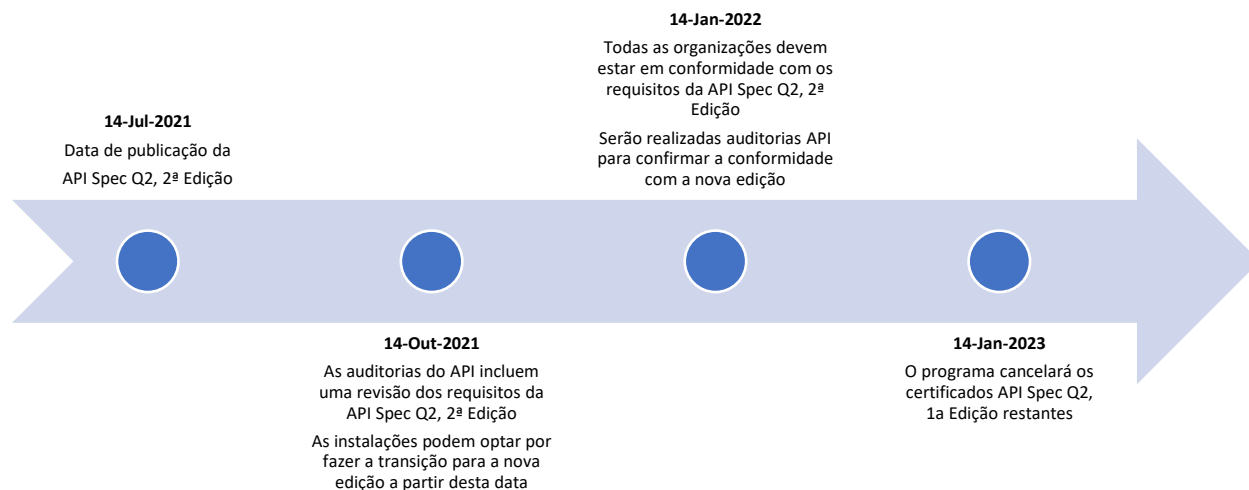 14-Jul-2021
Data de publicação da
API Spec Q2, 2ª Edição
14-Out-2021
As auditorias do API incluem
uma revisão dos requisitos da
API Spec Q2, 2ª Edição
As instalações podem optar por
fazer a transição para a nova
edição a partir desta data
14-Jan-2022
Todas as organizações devem
estar em conformidade com os
requisitos da API Spec Q2, 2ª
Edição
Serão realizadas auditorias API
para confirmar a conformidade
com a nova edição
14-Jan-2023
O programa cancelará os
certificados API Spec Q2,
1a Edição restantes